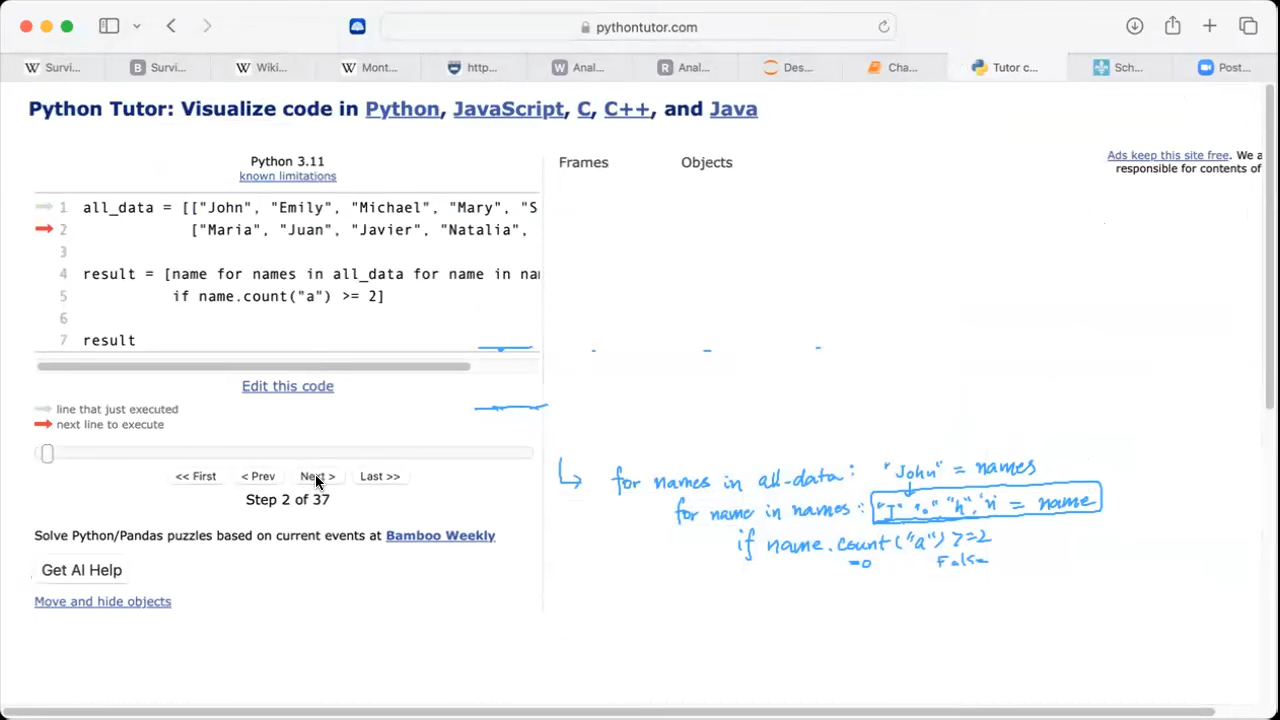 pythontutor.com
Survi...
Survi...
Wiki...
Mont...
http...
Anal...
Anal...
Des...
Cha...
Tutor c...
Sch...
Post...
Python Tutor: Visualize code in Python, JavaScript, C, C++, and Java
Python 3.11
known limitations
1 all_data = [["John", "Emily", "Michael", "Mary", "S
2 ["Maria", "Juan", "Javier", "Natalia",
3
4 result = [name for names in all_data for name in na
5 if name.count("a") >= 2]
6
7 result
Edit this code
line that just executed
next line to execute
<< First < Prev Next > Last >>
Step 2 of 37
Solve Python/Pandas puzzles based on current events at Bamboo Weekly
Get AI Help
Move and hide objects
Frames Objects
Ads keep this site free. We a
responsible for contents of
for names in all-data: "John" = names
for name in names: "J" "o", "h", 'n = name
if name.count("a") >=2
=0 False